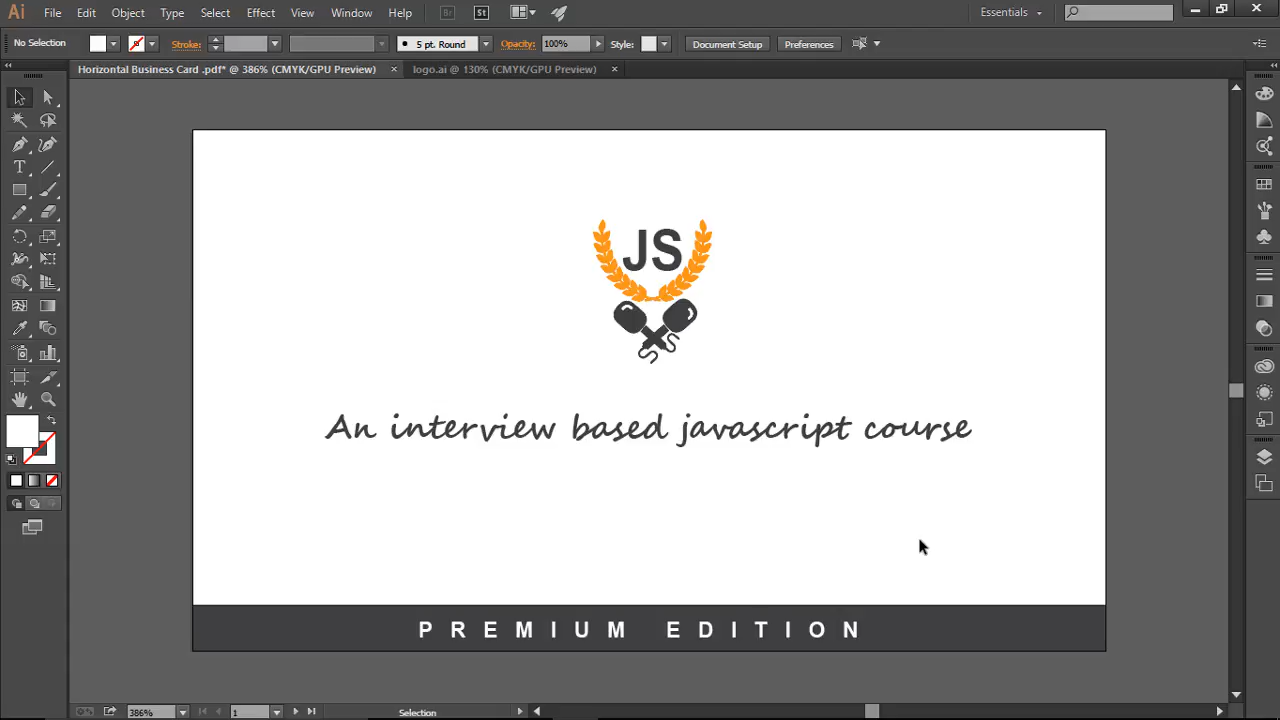 Ai File Edit Object Type Select Effect View Window Help Br St Essentials
No Selection Stroke: 5 pt. Round Opacity: 100% Style: Document Setup Preferences
Horizontal Business Card .pdf* @ 386% (CMYK/GPU Preview) × logo.ai @ 130% (CMYK/GPU Preview) ×
JS
An interview based javascript course
PREMIUM EDITION
386% 1 Selection